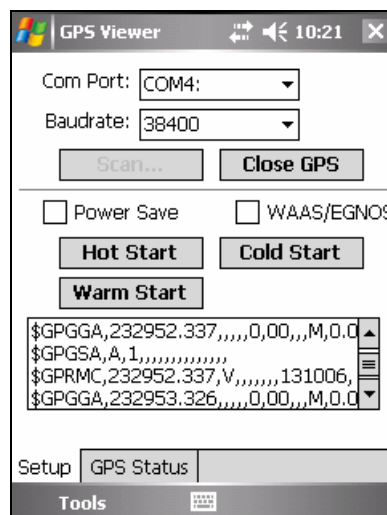 GPS Viewer 10:21
Com Port: COM4:
Baudrate: 38400
Scan... Close GPS
Power Save WAAS/EGNOS
Hot Start Cold Start
Warm Start
$GPGGA,232952.337,,,,,0,00,,,M,0.0
$GPGSA,A,1,,,,,,,,,,,,,,
$GPRMC,232952.337,V,,,,,,,131006,
$GPGGA,232953.326,,,,,0,00,,,M,0.0
Setup GPS Status
Tools